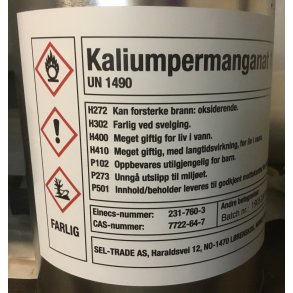 Kaliumpermanganat
UN 1490
H272 Kan forsterke brann: oksiderende.
H302 Farlig ved svelging.
H400 Meget giftig for liv i vann.
H410 Meget giftig, med langtidsvirkning, for liv i vann.
P102 Oppbevares utilgjengelig for barn.
P273 Unngå utslipp til miljøet.
P501 Innhold/beholder leveres til godkjent
Einecs-nummer: 231-760-3
CAS-nummer: 7722-64-7
Andre
Batch nr.
FARLIG
SEL-TRADE AS, Haraldsvei 12, NO-1470